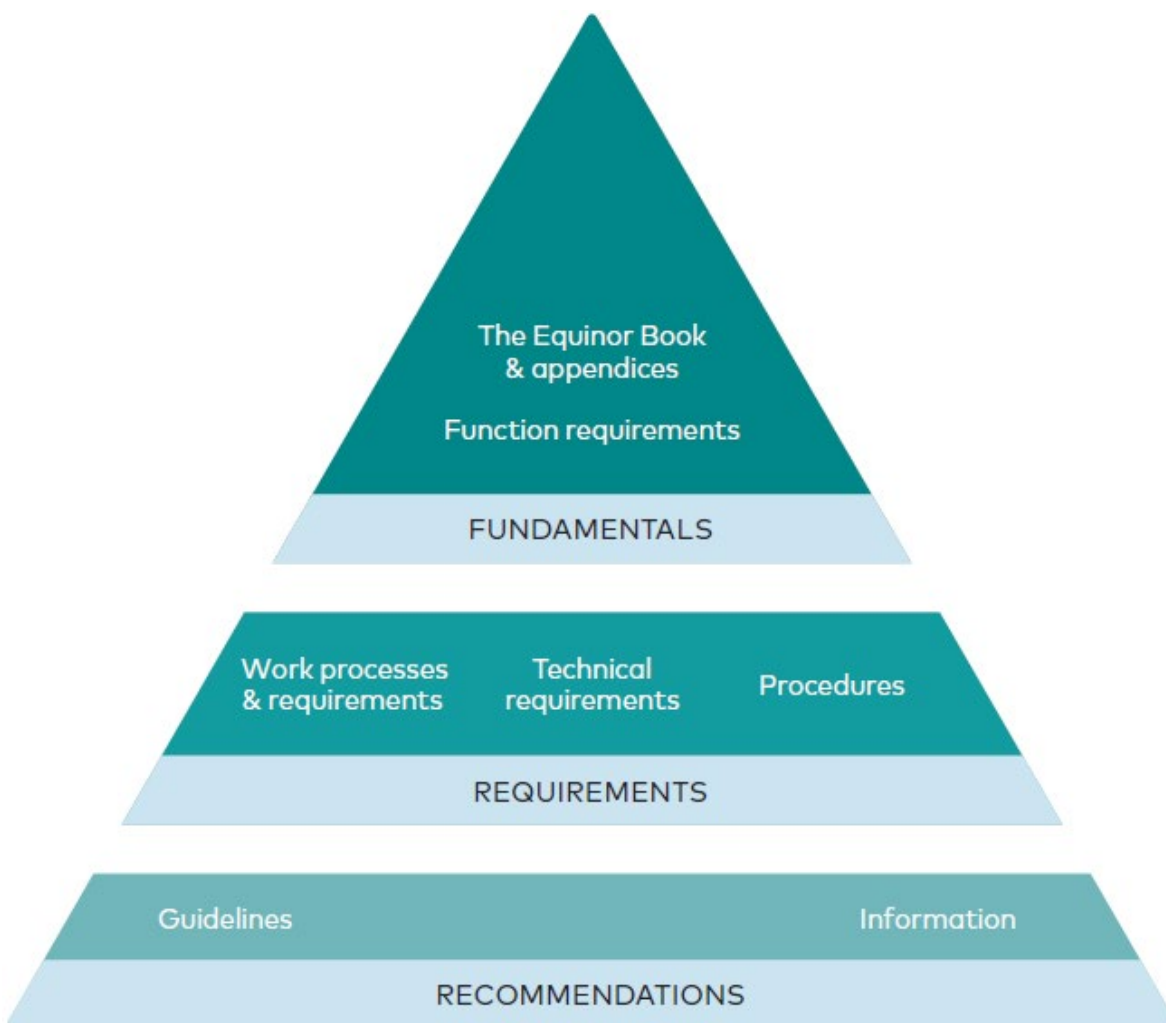 The Equinor Book
& appendices
Function requirements
FUNDAMENTALS
Work processes
& requirements
Technical
requirements
Procedures
REQUIREMENTS
Guidelines
Information
RECOMMENDATIONS